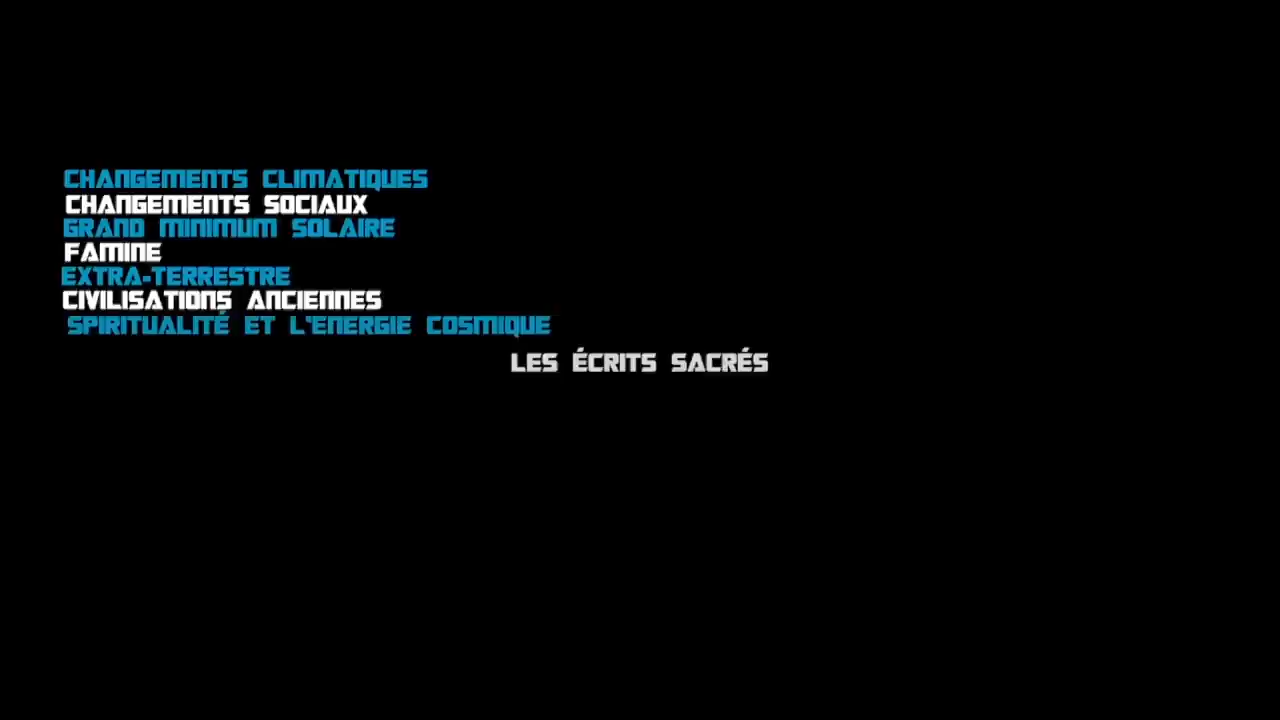 CHANGEMENTS CLIMATIQUES
CHANGEMENTS SOCIAUX
GRAND MINIMUM SOLAIRE
FAMINE
EXTRA-TERRESTRE
CIVILISATIONS ANCIENNES
SPIRITUALITÉ ET L'ENERGIE COSMIQUE
LES ÉCRITS SACRÉS